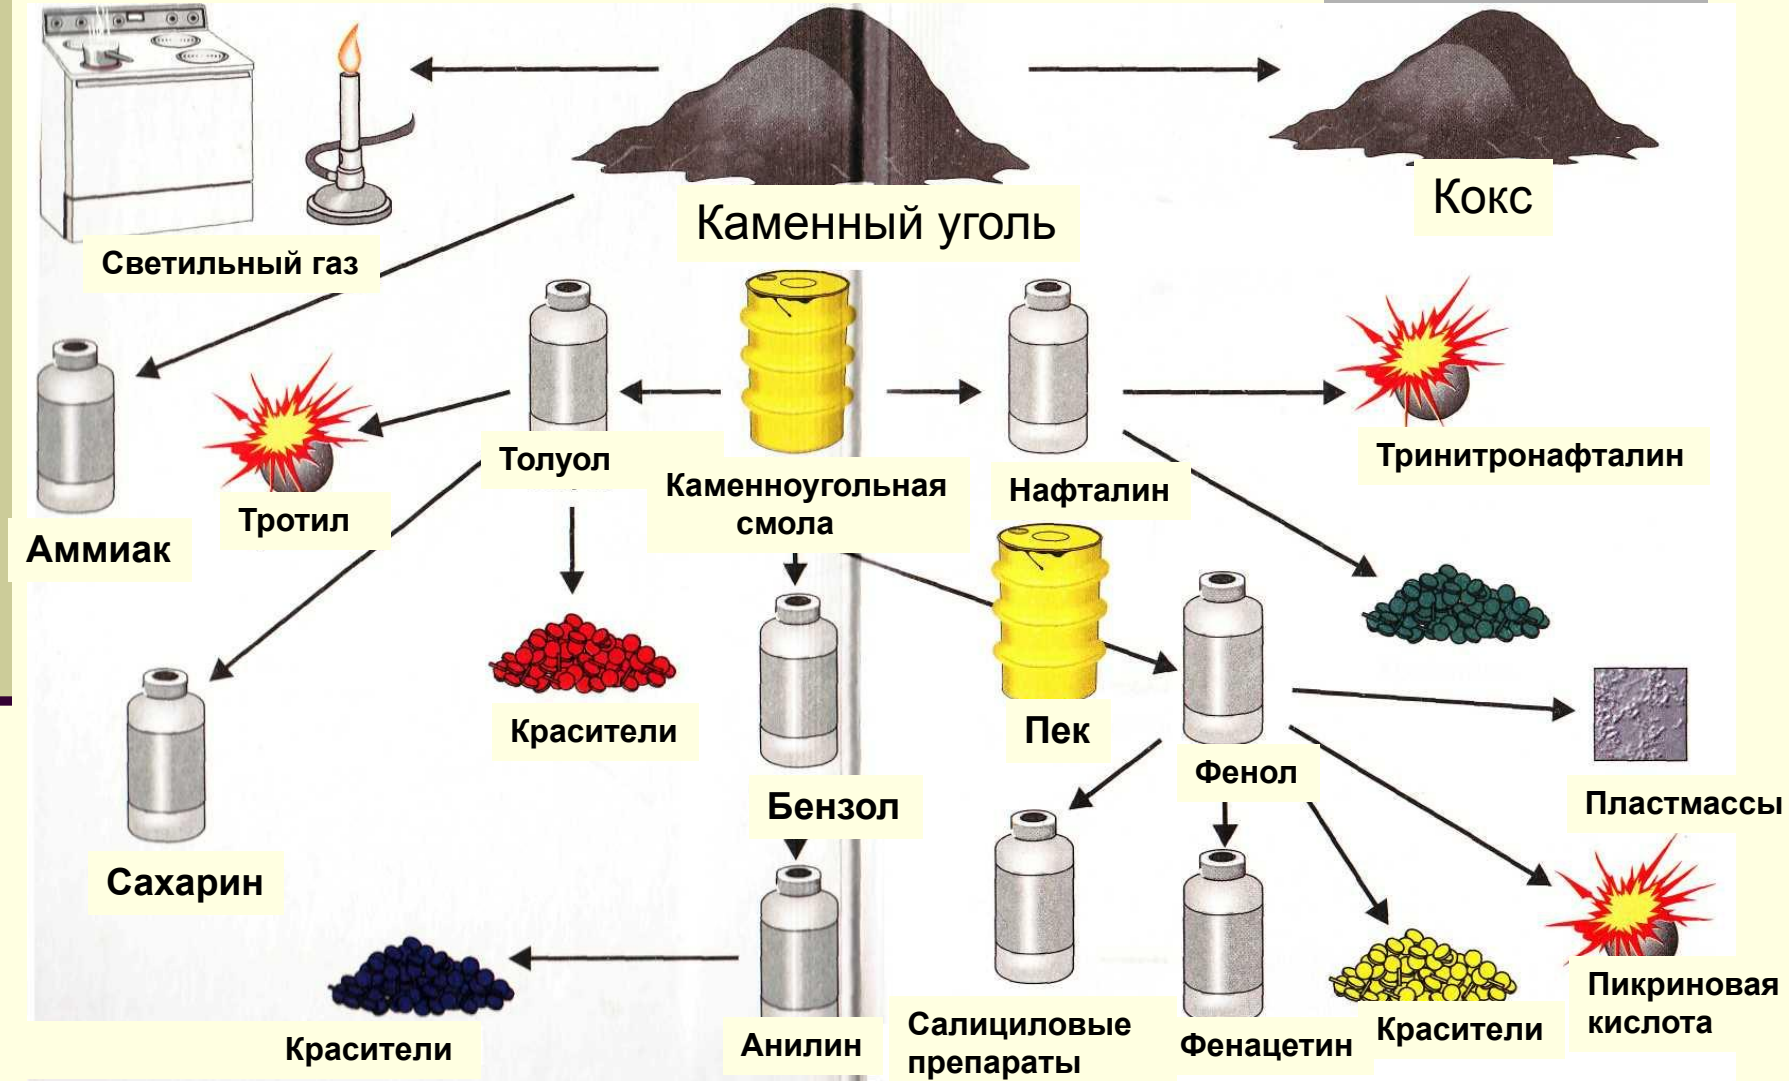 Каменный уголь
Кокс
Светильный газ
Аммиак
Тротил
Толуол
Каменноугольная
смола
Нафталин
Тринитронафталин
Сахарин
Красители
Бензол
Пек
Фенол
Пластмассы
Красители
Анилин
Салициловые
препараты
Фенацетин
Красители
Пикриновая
кислота